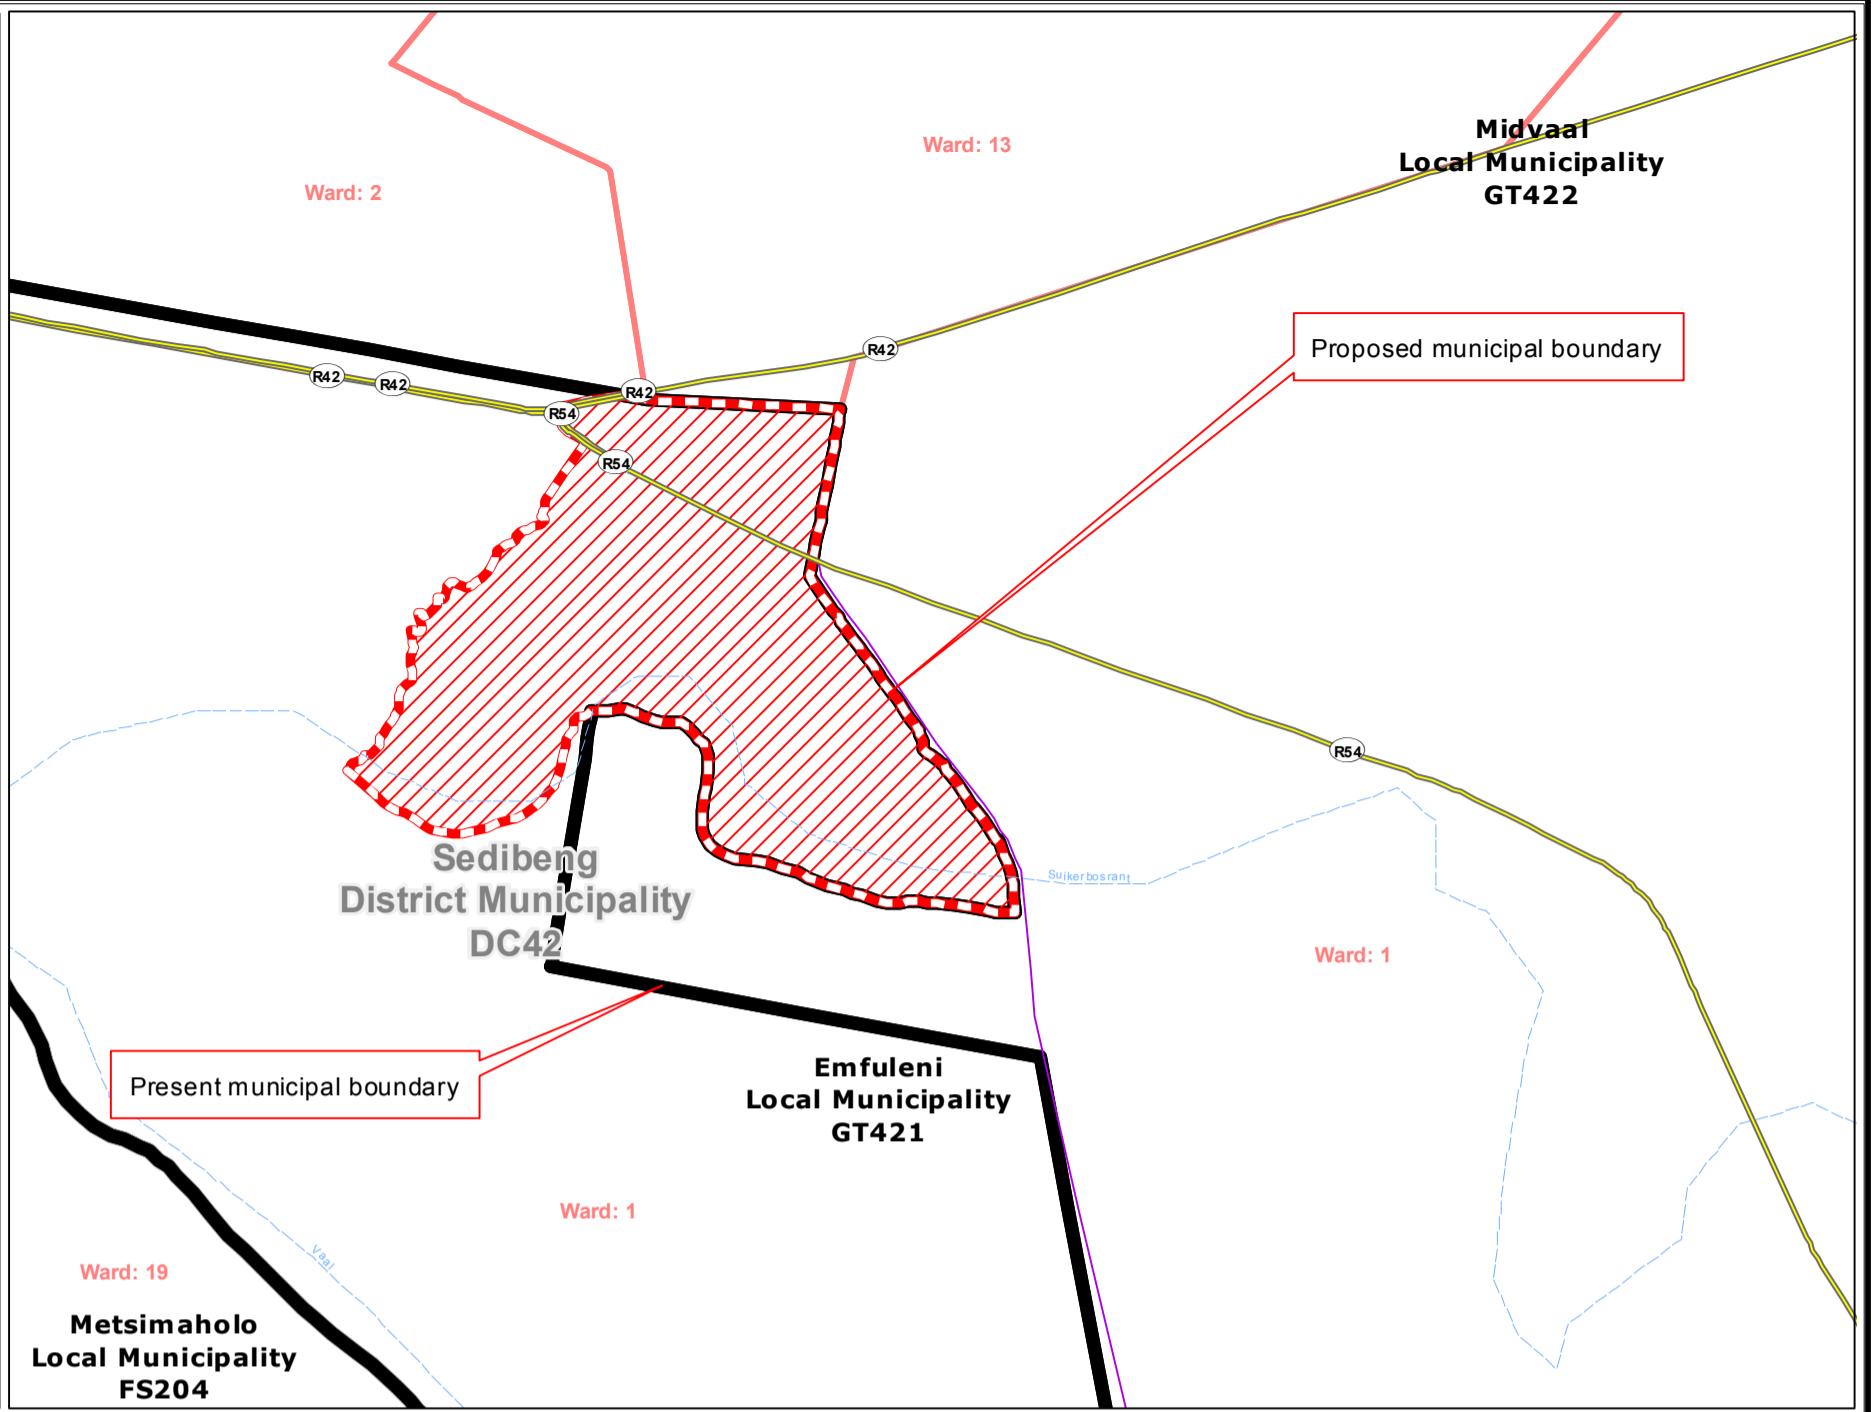 Midvaal
Local Municipality
GT422
Ward: 13
Ward: 2
Proposed municipal boundary
R42
R42
R42
R42
R54
R54
R54
Sedibeng
District Municipality
DC42
Suikerbosrant
Ward: 1
Present municipal boundary
Emfuleni
Local Municipality
GT421
Ward: 1
Vaal
Ward: 19
Metsimaholo
Local Municipality
FS204